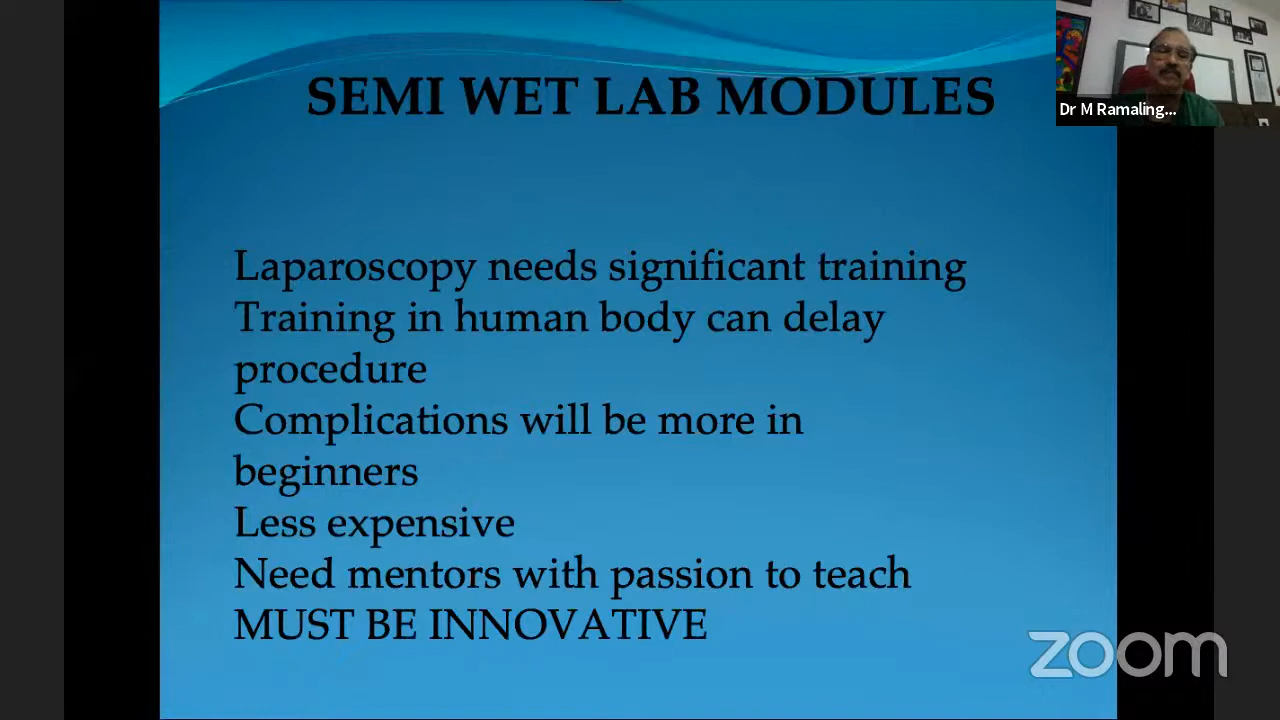 SEMI WET LAB MODULES
Dr M Ramaling...
Laparoscopy needs significant training
Training in human body can delay
procedure
Complications will be more in
beginners
Less expensive
Need mentors with passion to teach
MUST BE INNOVATIVE
zoom